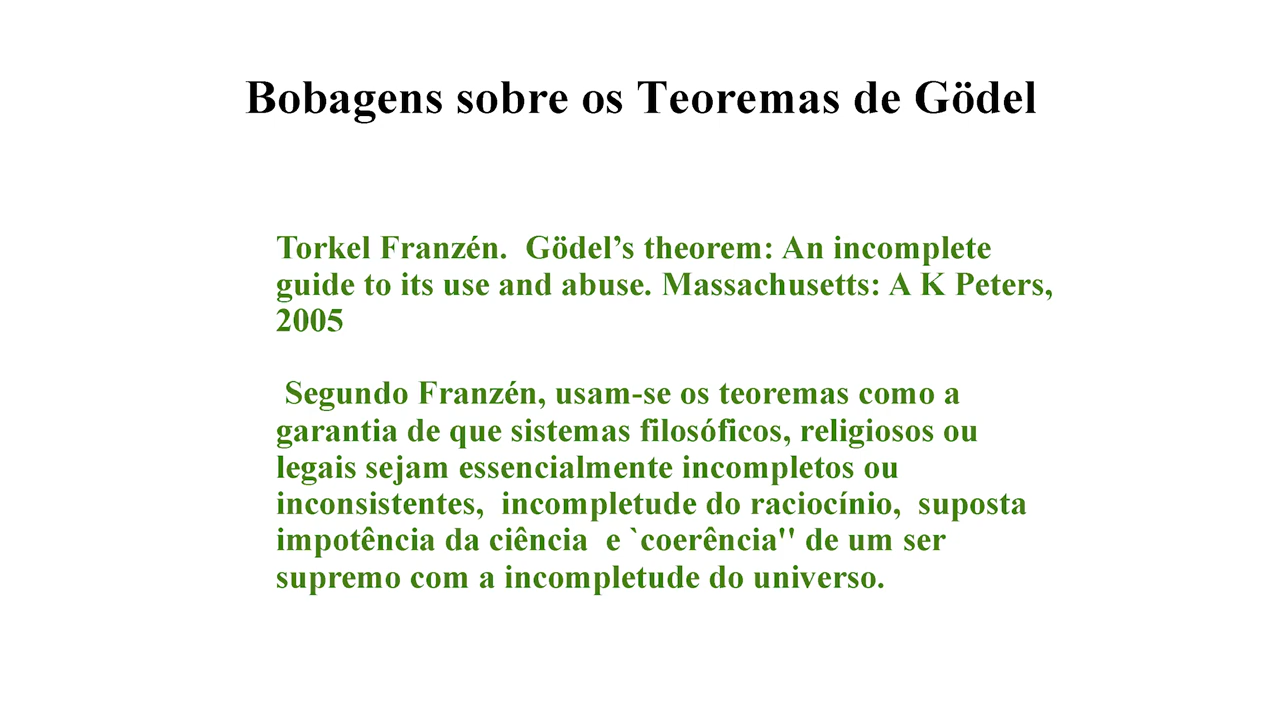 Bobagens sobre os Teoremas de Gödel
Torkel Franzén.  Gödel’s theorem: An incomplete
guide to its use and abuse. Massachusetts: A K Peters,
2005
Segundo Franzén, usam-se os teoremas como a
garantia de que sistemas filosóficos, religiosos ou
legais sejam essencialmente incompletos ou
inconsistentes,  incompletude do raciocínio,  suposta
impotência da ciência  e `coerência'' de um ser
supremo com a incompletude do universo.